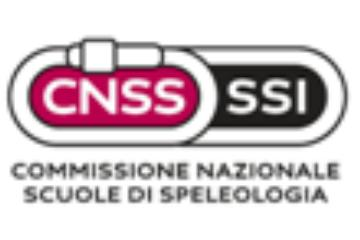 CNSS SSI
COMMISSIONE NAZIONALE
SCUOLE DI SPELEOLOGIA